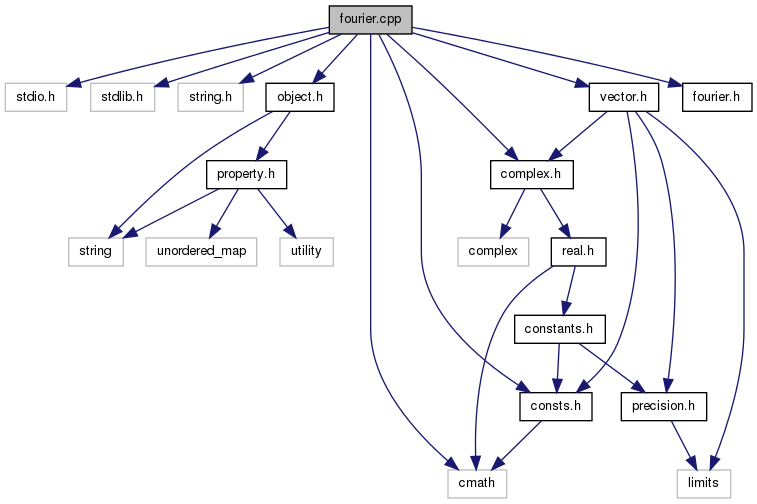 fourier.cpp
stdio.h
stdlib.h
string.h
object.h
vector.h
fourier.h
property.h
complex.h
string
unordered_map
utility
complex
real.h
constants.h
consts.h
precision.h
cmath
limits